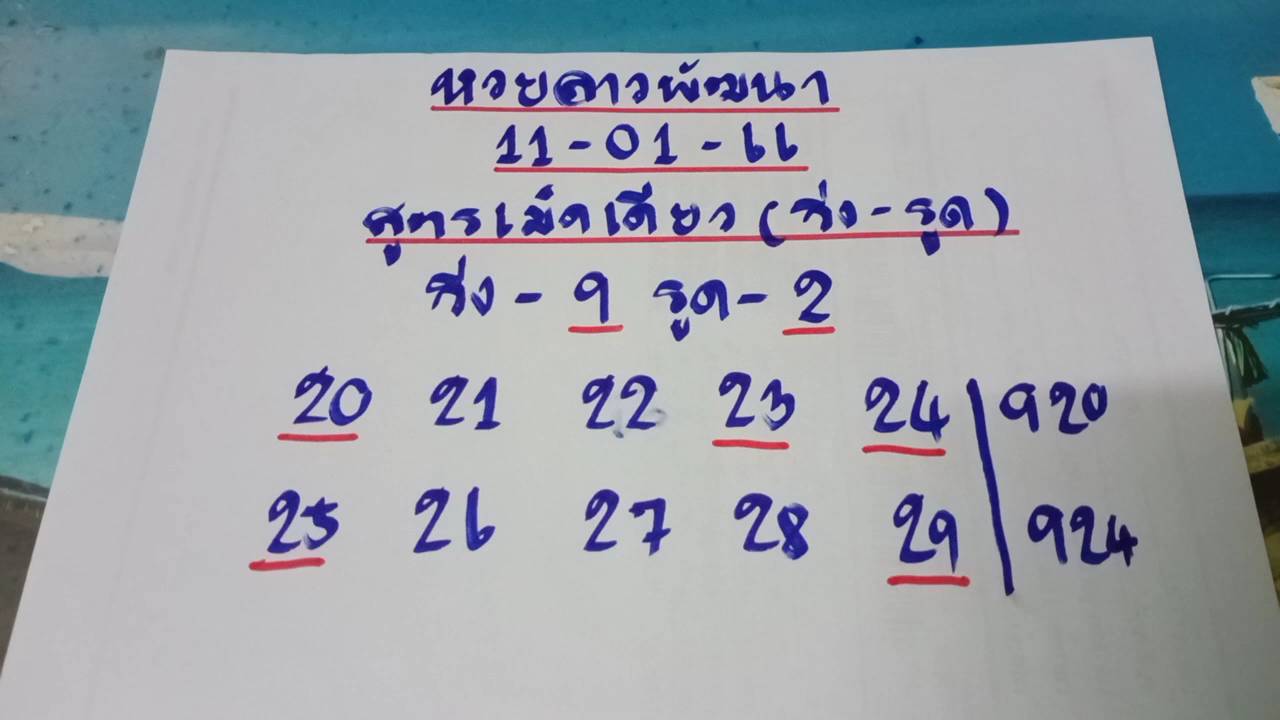 หวยลาวพัฒนา
11-01-66
สูตรเม็ดเดียว (วิ่ง-รูด)
วิ่ง - 9 รูด - 2
20 21 22 23 24 920
25 26 27 28 29 924